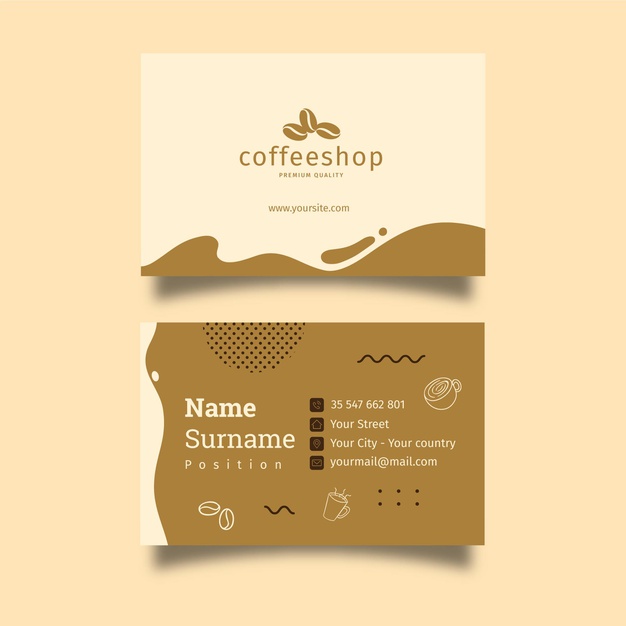 coffeeshop
PREMIUM QUALITY
www.yoursite.com
Name
Surname
Position
35 547 662 801
Your Street
Your City - Your country
yourmail@mail.com